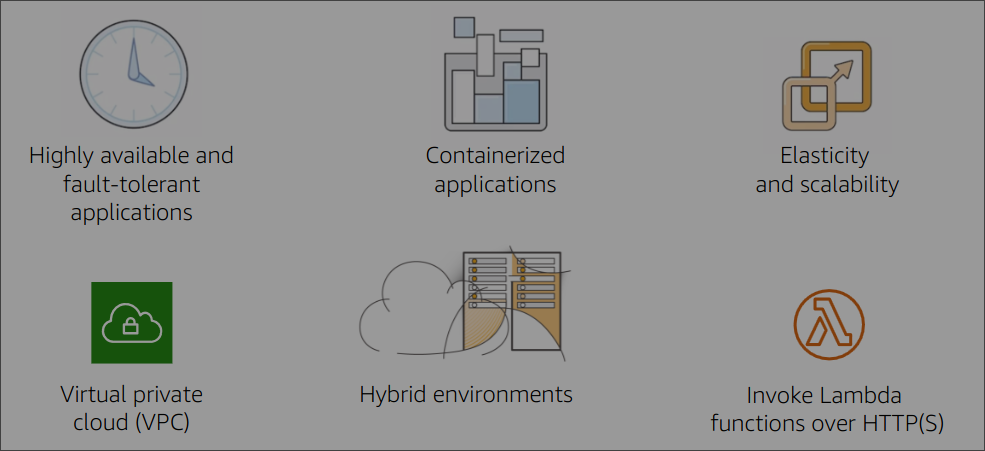 Highly available and
fault-tolerant
applications
Containerized
applications
Elasticity
and scalability
Virtual private
cloud (VPC)
Hybrid environments
Invoke Lambda
functions over HTTP(S)